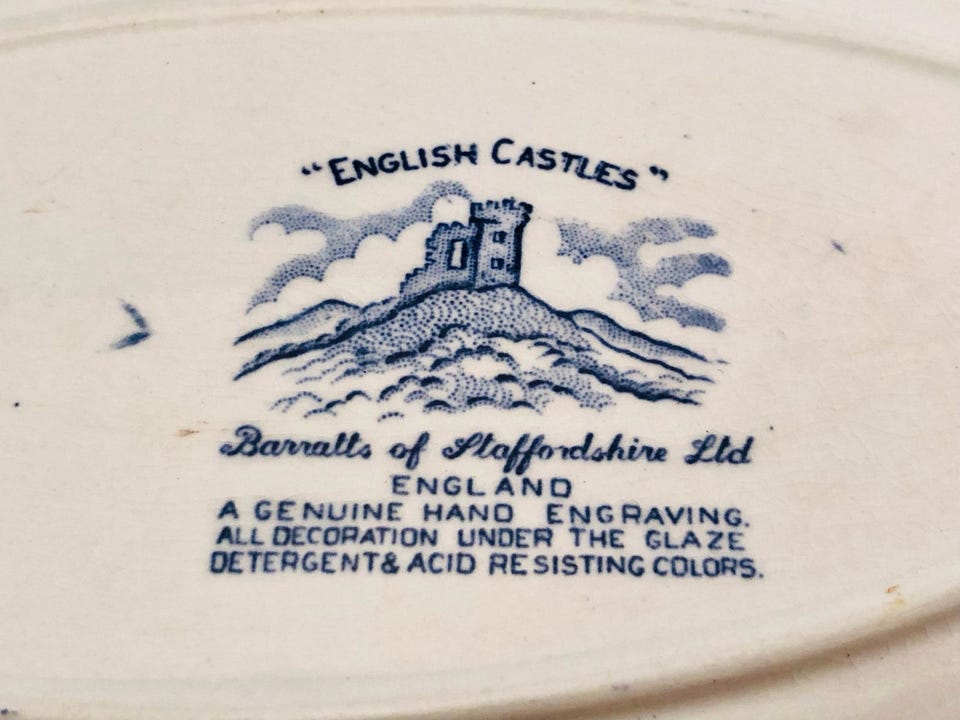 "ENGLISH CASTLES"
Barratts of Staffordshire Ltd
ENGLAND
A GENUINE HAND ENGRAVING.
ALL DECORATION UNDER THE GLAZE
DETERGENT & ACID RESISTING COLORS.